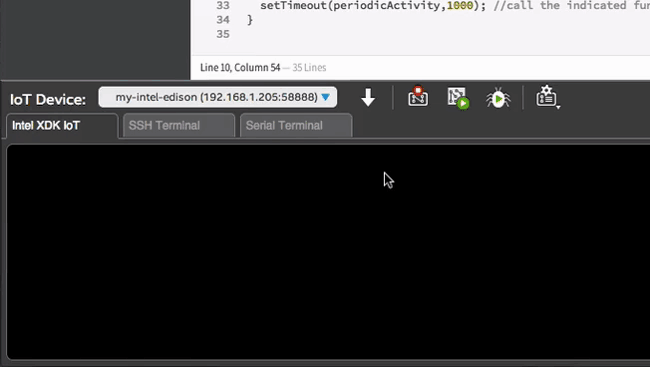 33 setTimeout(periodicActivity,1000); //call the indicated fu
34 }
35
Line 10, Column 54 — 35 Lines
IoT Device: my-intel-edison (192.168.1.205:58888)
Intel XDK IoT SSH Terminal Serial Terminal